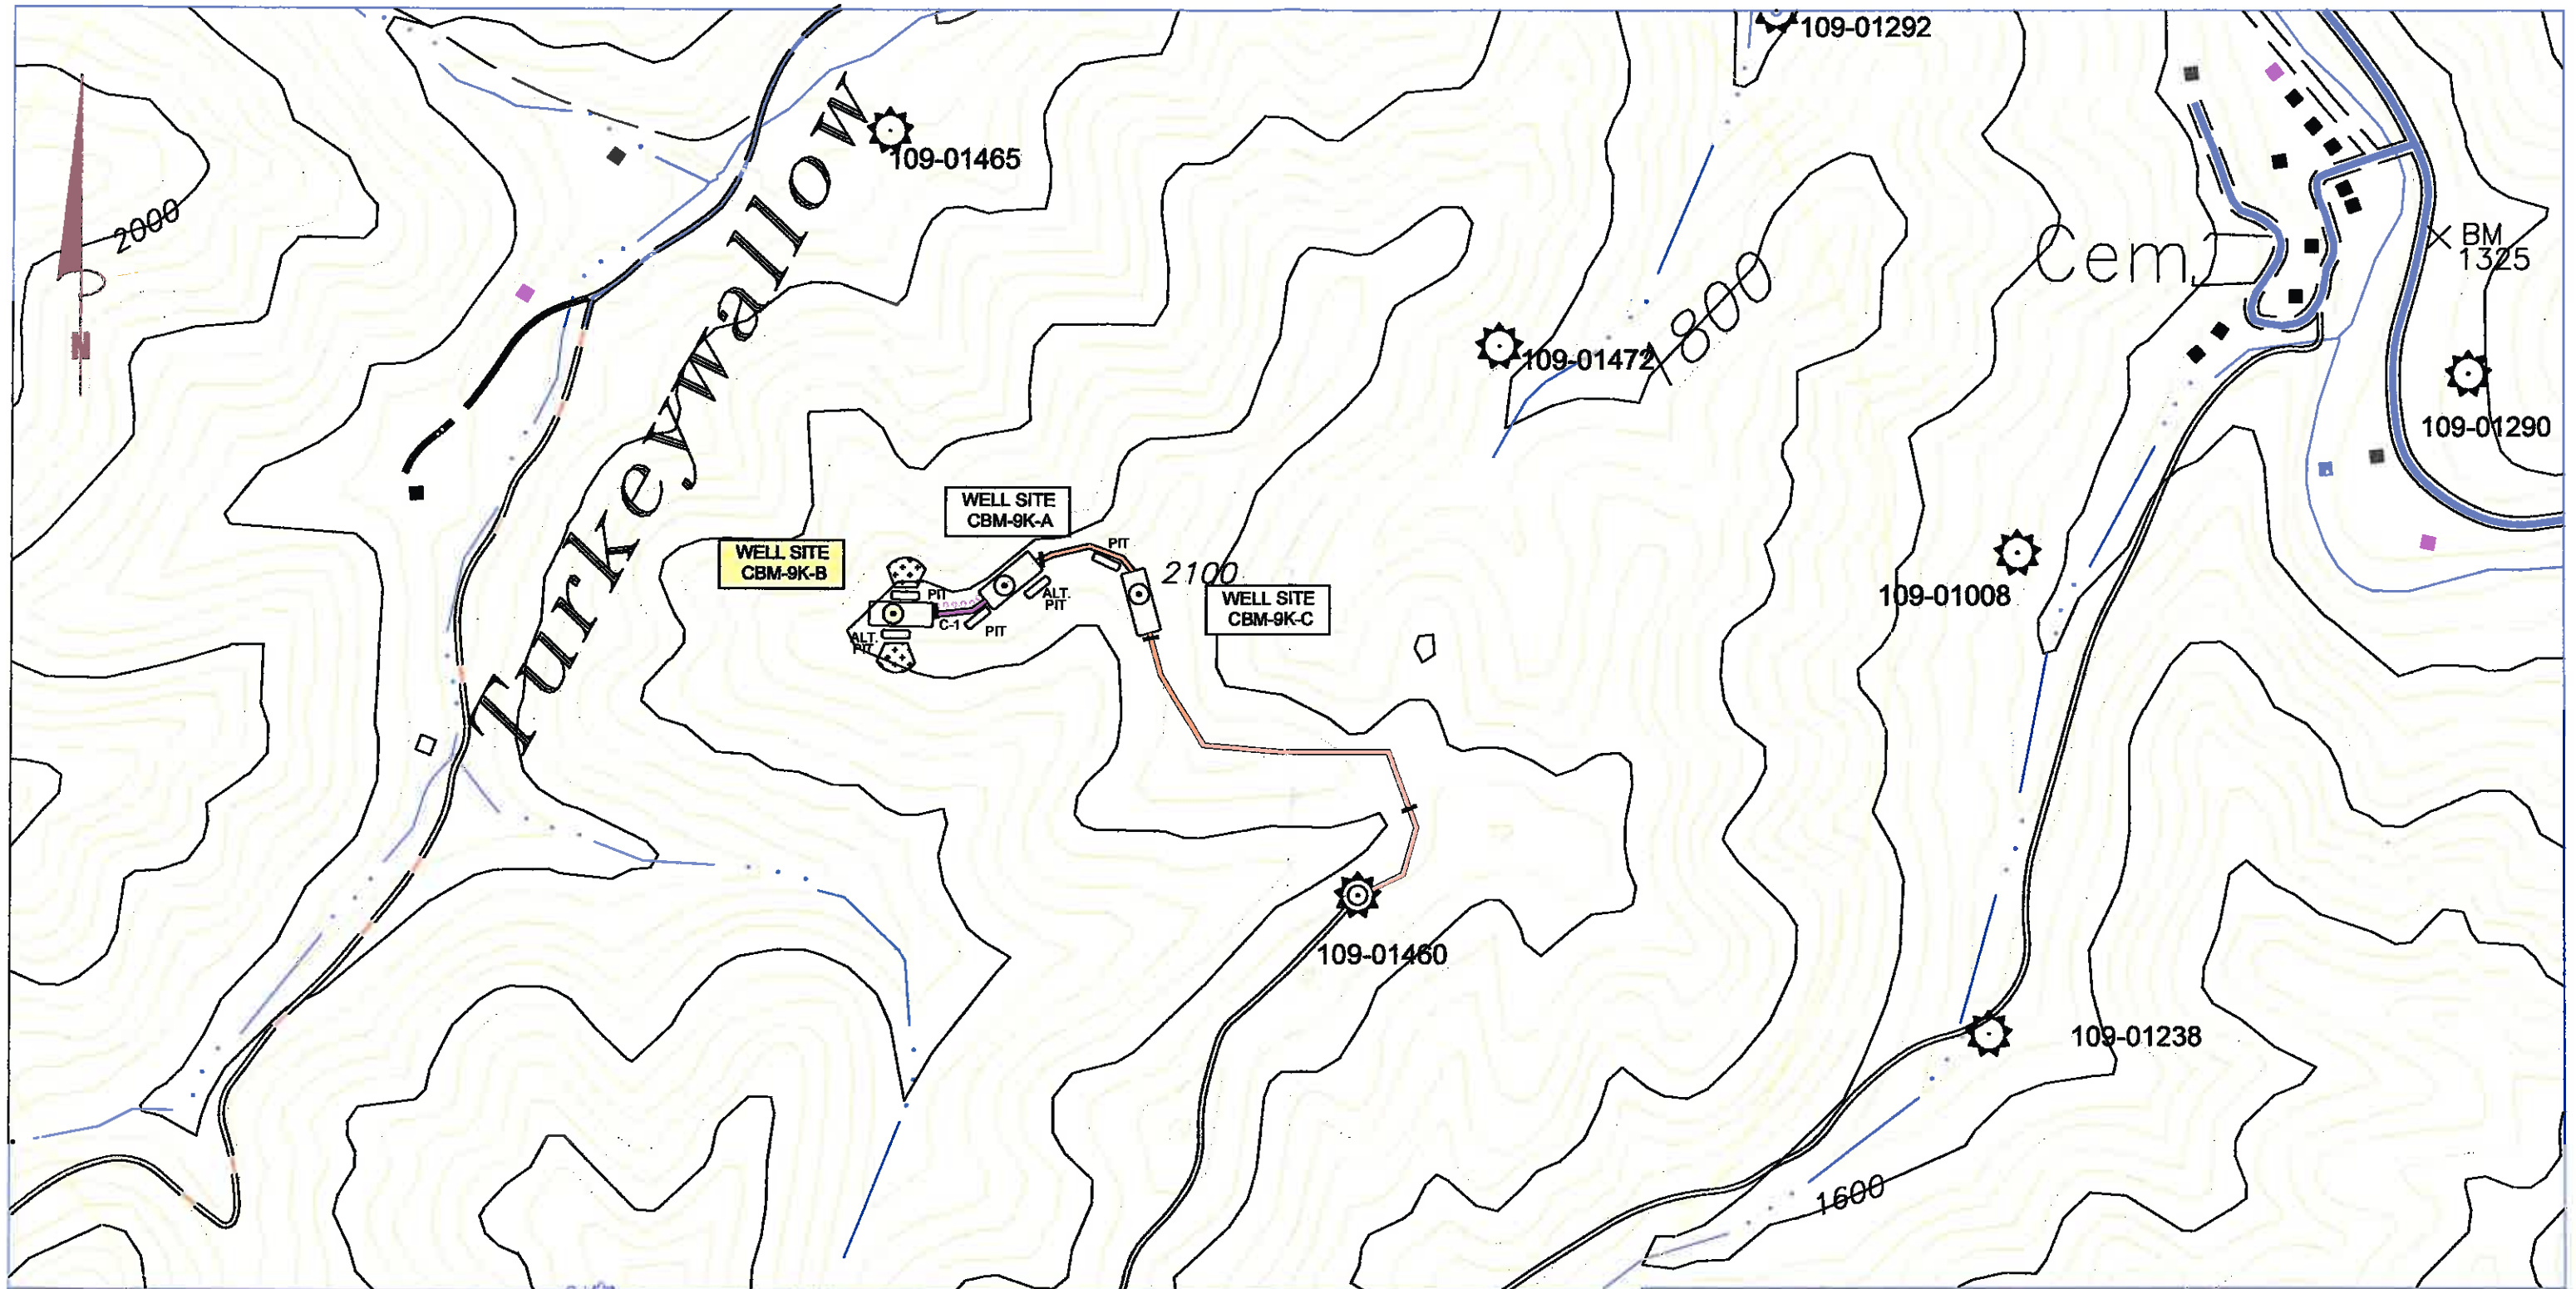 109-01292
109-01465
2000
Turkeywallow
Cem
BM
1325
1800
109-01472
109-01290
WELL SITE
CBM-9K-A
WELL SITE
CBM-9K-B
PIT
2100
WELL SITE
CBM-9K-C
PIT
ALT.
PIT
C-1
PIT
ALT.
PIT
109-01008
N
109-01460
109-01238
1600